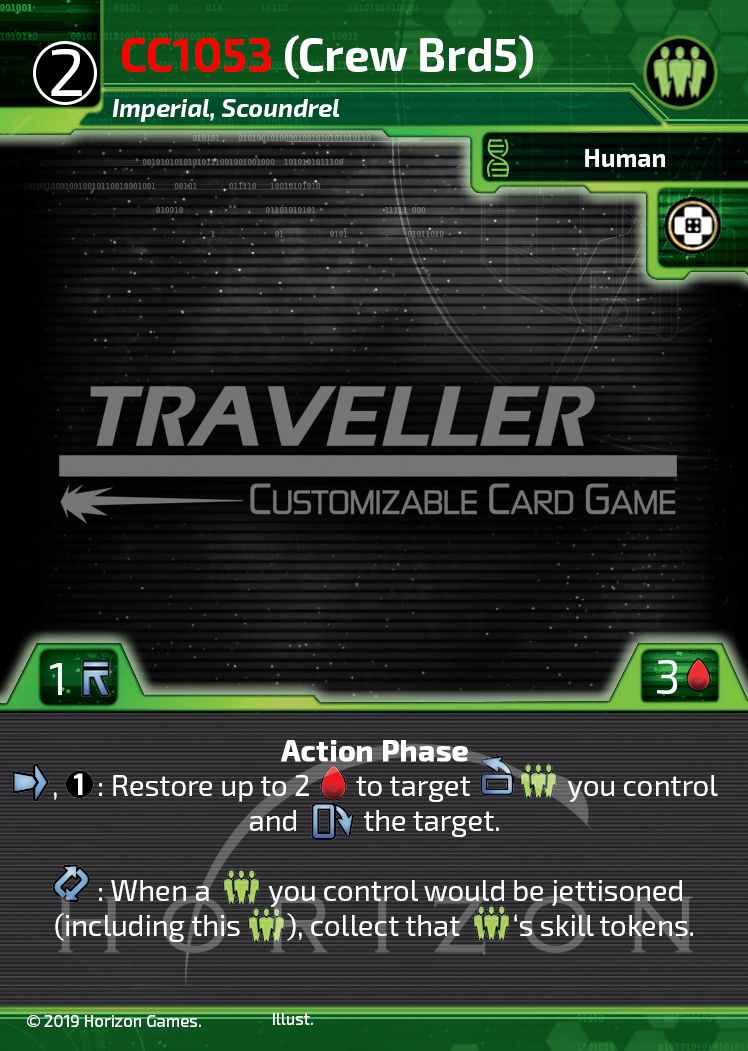 2
CC1053 (Crew Brd5)
Imperial, Scoundrel
Human
TRAVELLER
CUSTOMIZABLE CARD GAME
1
3
Action Phase
, 1 : Restore up to 2 to target you control
and the target.
: When a you control would be jettisoned
(including this ), collect that 's skill tokens.
HORIZON
© 2019 Horizon Games.
Illust.